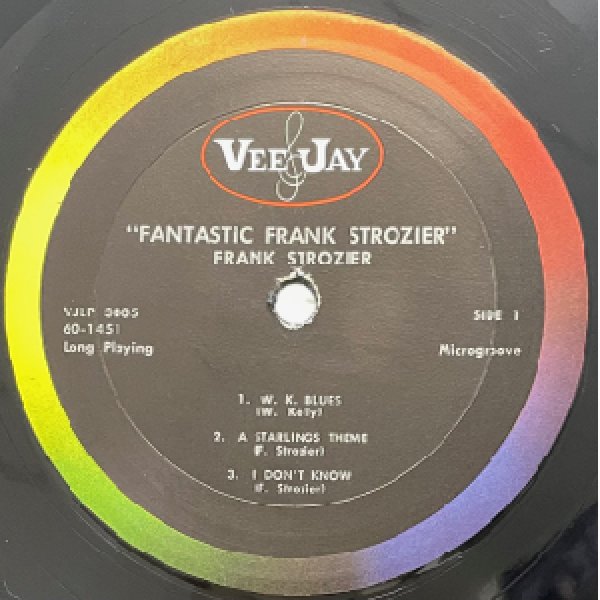 VEE JAY
"FANTASTIC FRANK STROZIER"
FRANK STROZIER
VJLP 3005
60-1451
Long Playing
SIDE 1
Microgroove
1. W. K. BLUES
(W. Kelly)
2. A STARLINGS THEME
(F. Strozier)
3. I DON'T KNOW
(F. Strozier)